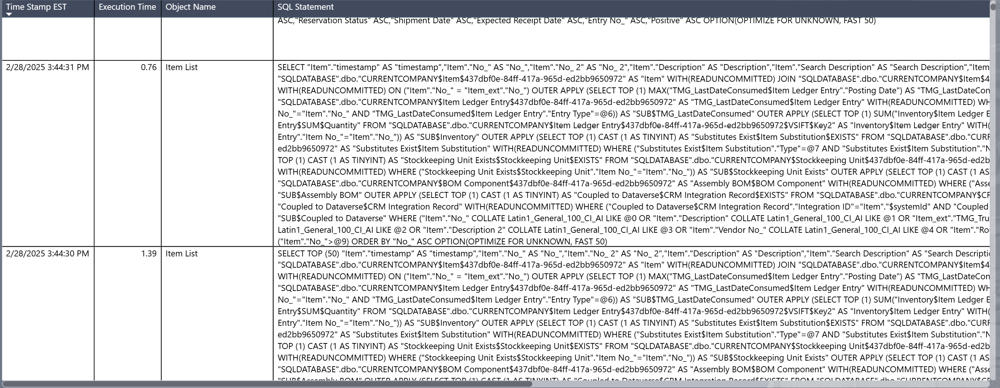 Time Stamp EST Execution Time Object Name SQL Statement
ASC,"Reservation Status" ASC,"Shipment Date" ASC,"Expected Receipt Date" ASC,"Entry No_" ASC,"Positive" ASC OPTION(OPTIMIZE FOR UNKNOWN, FAST 50)
2/28/2025 3:44:31 PM 0.76 Item List SELECT "Item"."timestamp" AS "timestamp","Item"."No_" AS "No_","Item"."No_ 2" AS "No_ 2","Item"."Description" AS "Description","Item"."Search Description" AS "Search Description","Item
"SQLDATABASE".dbo."CURRENTCOMPANY$Item$437dbf0e-84ff-417a-965d-ed2bb9650972" AS "Item" WITH(READUNCOMMITTED) JOIN "SQLDATABASE".dbo."CURRENTCOMPANY$Item$4
WITH(READUNCOMMITTED) ON ("Item"."No_" = "Item_ext"."No_") OUTER APPLY (SELECT TOP (1) MAX("TMG_LastDateConsumed$Item Ledger Entry"."Posting Date") AS "TMG_LastDateCon
"SQLDATABASE".dbo."CURRENTCOMPANY$Item Ledger Entry$437dbf0e-84ff-417a-965d-ed2bb9650972" AS "TMG_LastDateConsumed$Item Ledger Entry" WITH(READUNCOMMITTED) WH
No_"="Item"."No_" AND "TMG_LastDateConsumed$Item Ledger Entry"."Entry Type"=@6)) AS "SUB$TMG_LastDateConsumed" OUTER APPLY (SELECT TOP (1) SUM("Inventory$Item Ledger E
Entry$SUM$Quantity" FROM "SQLDATABASE".dbo."CURRENTCOMPANY$Item Ledger Entry$437dbf0e-84ff-417a-965d-ed2bb9650972$VSIFT$Key2" AS "Inventory$Item Ledger Entry" WITH(
Entry"."Item No_"="Item"."No_")) AS "SUB$Inventory" OUTER APPLY (SELECT TOP (1) CAST (1 AS TINYINT) AS "Substitutes Exist$Item Substitution$EXISTS" FROM "SQLDATABASE".dbo."CURR
ed2bb9650972" AS "Substitutes Exist$Item Substitution" WITH(READUNCOMMITTED) WHERE ("Substitutes Exist$Item Substitution"."Type"=@7 AND "Substitutes Exist$Item Substitution"."N
TOP (1) CAST (1 AS TINYINT) AS "Stockkeeping Unit Exists$Stockkeeping Unit$EXISTS" FROM "SQLDATABASE".dbo."CURRENTCOMPANY$Stockkeeping Unit$437dbf0e-84ff-417a-965d-ed2b
WITH(READUNCOMMITTED) WHERE ("Stockkeeping Unit Exists$Stockkeeping Unit"."Item No_"="Item"."No_")) AS "SUB$Stockkeeping Unit Exists" OUTER APPLY (SELECT TOP (1) CAST (1 AS
"SQLDATABASE".dbo."CURRENTCOMPANY$BOM Component$437dbf0e-84ff-417a-965d-ed2bb9650972" AS "Assembly BOM$BOM Component" WITH(READUNCOMMITTED) WHERE ("Asse
"SUB$Assembly BOM" OUTER APPLY (SELECT TOP (1) CAST (1 AS TINYINT) AS "Coupled to Dataverse$CRM Integration Record$EXISTS" FROM "SQLDATABASE".dbo."CURRENTCOMPANY$CR
"Coupled to Dataverse$CRM Integration Record" WITH(READUNCOMMITTED) WHERE ("Coupled to Dataverse$CRM Integration Record"."Integration ID"="Item"."$systemId" AND "Coupled
"SUB$Coupled to Dataverse" WHERE ("Item"."No_" COLLATE Latin1_General_100_CI_AI LIKE @0 OR "Item"."Description" COLLATE Latin1_General_100_CI_AI LIKE @1 OR "Item_ext"."TMG_Tru
Latin1_General_100_CI_AI LIKE @2 OR "Item"."Description 2" COLLATE Latin1_General_100_CI_AI LIKE @3 OR "Item"."Vendor No_" COLLATE Latin1_General_100_CI_AI LIKE @4 OR "Item"."Rou
("Item"."No_">@9) ORDER BY "No_" ASC OPTION(OPTIMIZE FOR UNKNOWN, FAST 50)
2/28/2025 3:44:30 PM 1.39 Item List SELECT TOP (50) "Item"."timestamp" AS "timestamp","Item"."No_" AS "No_","Item"."No_ 2" AS "No_ 2","Item"."Description" AS "Description","Item"."Search Description" AS "Search Descripti
"SQLDATABASE".dbo."CURRENTCOMPANY$Item$437dbf0e-84ff-417a-965d-ed2bb9650972" AS "Item" WITH(READUNCOMMITTED) JOIN "SQLDATABASE".dbo."CURRENTCOMPANY$Item$4
WITH(READUNCOMMITTED) ON ("Item"."No_" = "Item_ext"."No_") OUTER APPLY (SELECT TOP (1) MAX("TMG_LastDateConsumed$Item Ledger Entry"."Posting Date") AS "TMG_LastDateCon
"SQLDATABASE".dbo."CURRENTCOMPANY$Item Ledger Entry$437dbf0e-84ff-417a-965d-ed2bb9650972" AS "TMG_LastDateConsumed$Item Ledger Entry" WITH(READUNCOMMITTED) WH
No_"="Item"."No_" AND "TMG_LastDateConsumed$Item Ledger Entry"."Entry Type"=@6)) AS "SUB$TMG_LastDateConsumed" OUTER APPLY (SELECT TOP (1) SUM("Inventory$Item Ledger E
Entry$SUM$Quantity" FROM "SQLDATABASE".dbo."CURRENTCOMPANY$Item Ledger Entry$437dbf0e-84ff-417a-965d-ed2bb9650972$VSIFT$Key2" AS "Inventory$Item Ledger Entry" WITH(
Entry"."Item No_"="Item"."No_")) AS "SUB$Inventory" OUTER APPLY (SELECT TOP (1) CAST (1 AS TINYINT) AS "Substitutes Exist$Item Substitution$EXISTS" FROM "SQLDATABASE".dbo."CURR
ed2bb9650972" AS "Substitutes Exist$Item Substitution" WITH(READUNCOMMITTED) WHERE ("Substitutes Exist$Item Substitution"."Type"=@7 AND "Substitutes Exist$Item Substitution"."N
TOP (1) CAST (1 AS TINYINT) AS "Stockkeeping Unit Exists$Stockkeeping Unit$EXISTS" FROM "SQLDATABASE".dbo."CURRENTCOMPANY$Stockkeeping Unit$437dbf0e-84ff-417a-965d-ed2b
WITH(READUNCOMMITTED) WHERE ("Stockkeeping Unit Exists$Stockkeeping Unit"."Item No_"="Item"."No_")) AS "SUB$Stockkeeping Unit Exists" OUTER APPLY (SELECT TOP (1) CAST (1 AS
"SQLDATABASE".dbo."CURRENTCOMPANY$BOM Component$437dbf0e-84ff-417a-965d-ed2bb9650972" AS "Assembly BOM$BOM Component" WITH(READUNCOMMITTED) WHERE ("Asse
"SUB$Assembly BOM" OUTER APPLY (SELECT TOP (1) CAST (1 AS TINYINT) AS "Coupled to Dataverse$CRM Integration Record$EXISTS" FROM "SQLDATABASE".dbo."CURRENTCOMPANY$CR